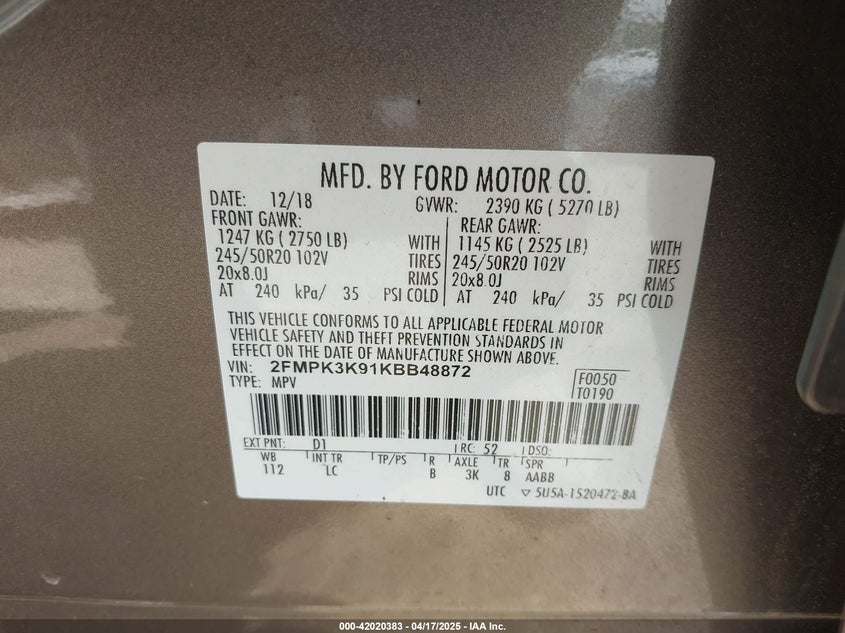 MFD. BY FORD MOTOR CO.
DATE: 12/18 GVWR: 2390 KG ( 5270 LB)
FRONT GAWR: REAR GAWR:
1247 KG ( 2750 LB) WITH 1145 KG ( 2525 LB) WITH
245/50R20 102V TIRES 245/50R20 102V TIRES
20x8.0J RIMS 20x8.0J RIMS
AT 240 kPa/ 35 PSI COLD AT 240 kPa/ 35 PSI COLD
THIS VEHICLE CONFORMS TO ALL APPLICABLE FEDERAL MOTOR
VEHICLE SAFETY AND THEFT PREVENTION STANDARDS IN
EFFECT ON THE DATE OF MANUFACTURE SHOWN ABOVE.
VIN: 2FMPK3K91KBB48872
TYPE: MPV F0050
T0190
EXT PNT: D1 RC: 52 DSO:
WB INT TR TP/PS R AXLE TR SPR
112 LC B 3K 8 AABB
UTC ▽ 5U5A-1520472-BA
000-42020383 - 04/17/2025 - IAA Inc.